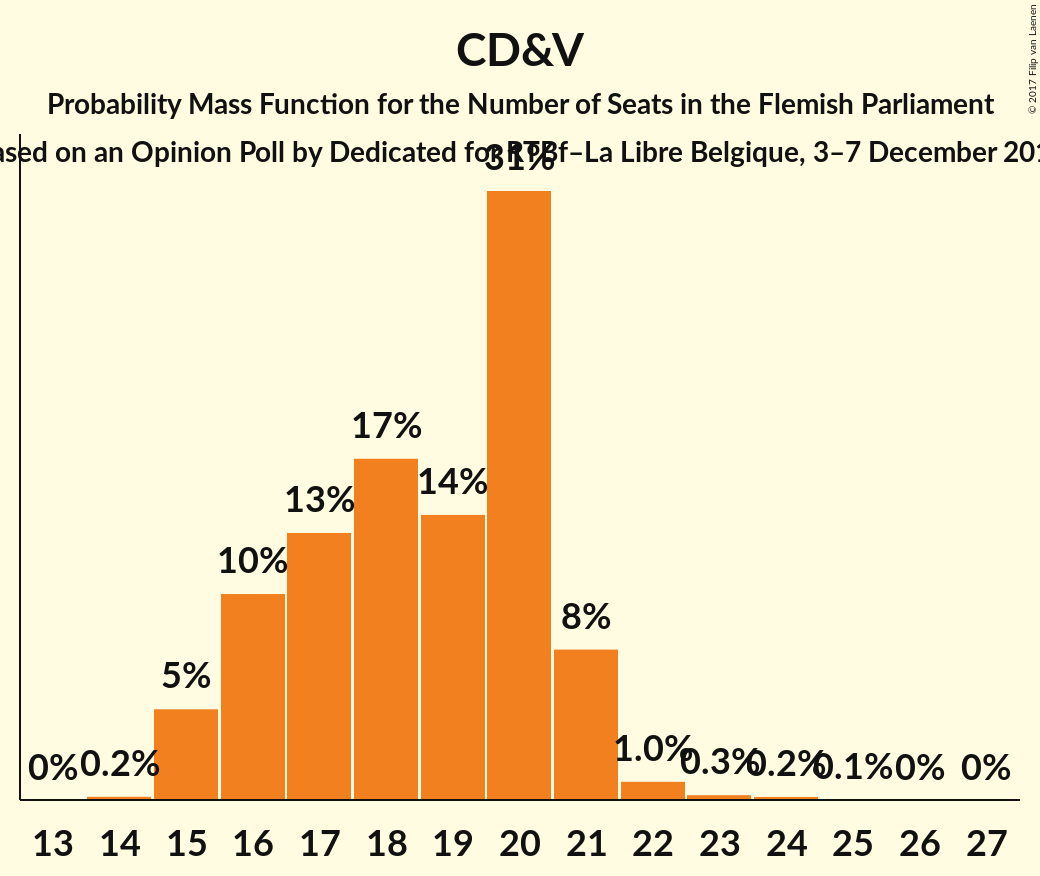 CD&V
Probability Mass Function for the Number of Seats in the Flemish Parliament
ased on an Opinion Poll by Dedicated for RTBf–La Libre Belgique, 3–7 December 201
31%
17%
14%
13%
10%
8%
5%
1.0%
0% 0.2% 0.3% 0.2% 0.1% 0% 0%
13 14 15 16 17 18 19 20 21 22 23 24 25 26 27
© 2017 Filip van Laenen